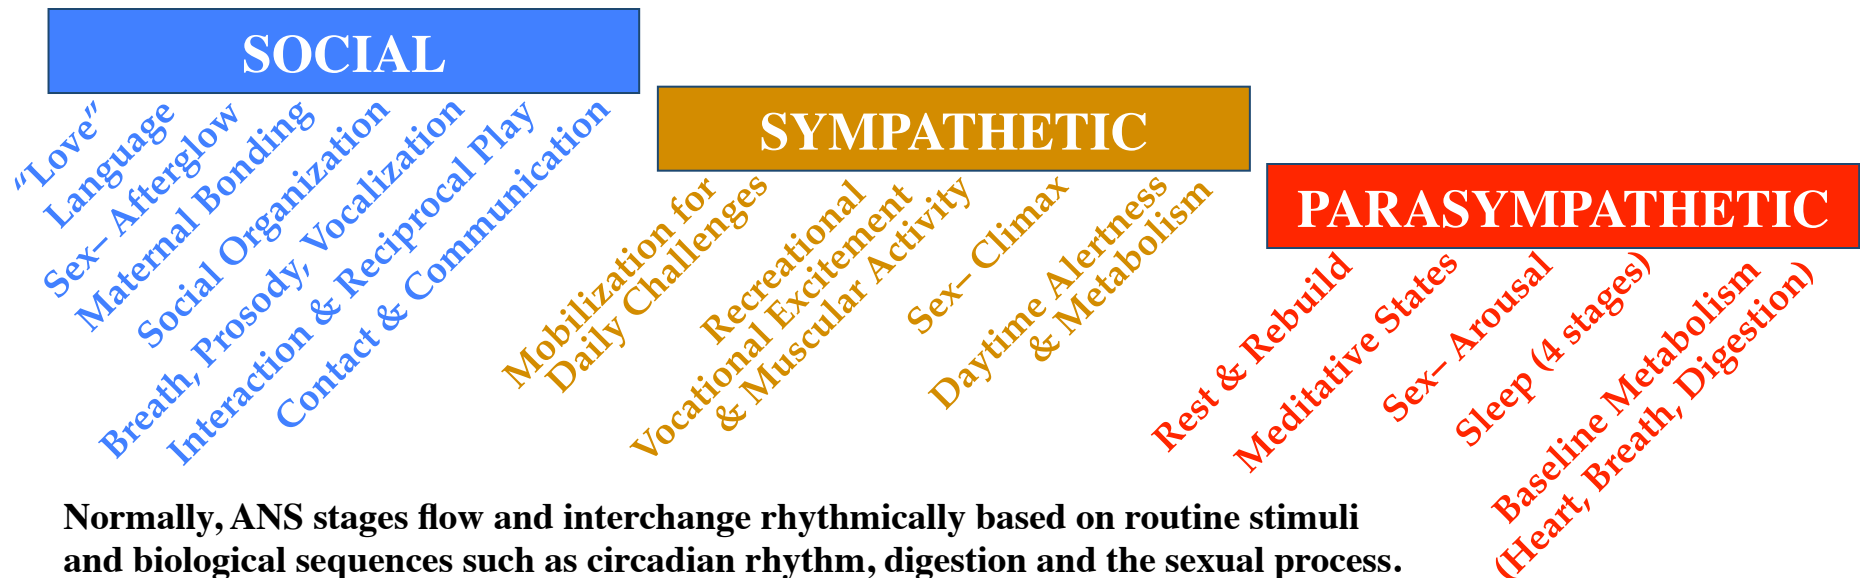 SOCIAL
“Love”
Language
Sex– Afterglow
Maternal Bonding
Social Organization
Breath, Prosody, Vocalization
Interaction & Reciprocal Play
Contact & Communication
SYMPATHETIC
Mobilization for
Daily Challenges
Recreational
Vocational Excitement
& Muscular Activity
Sex– Climax
Daytime Alertness
& Metabolism
PARASYMPATHETIC
Rest & Rebuild
Meditative States
Sex– Arousal
Sleep (4 stages)
Baseline Metabolism
(Heart, Breath, Digestion)
Normally, ANS stages flow and interchange rhythmically based on routine stimuli
and biological sequences such as circadian rhythm, digestion and the sexual process.